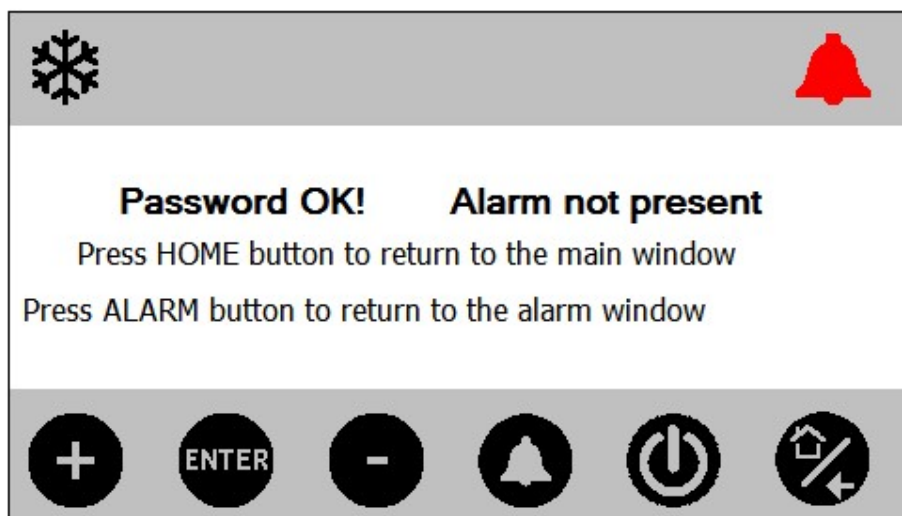 Password OK! Alarm not present
Press HOME button to return to the main window
Press ALARM button to return to the alarm window
+ ENTER -